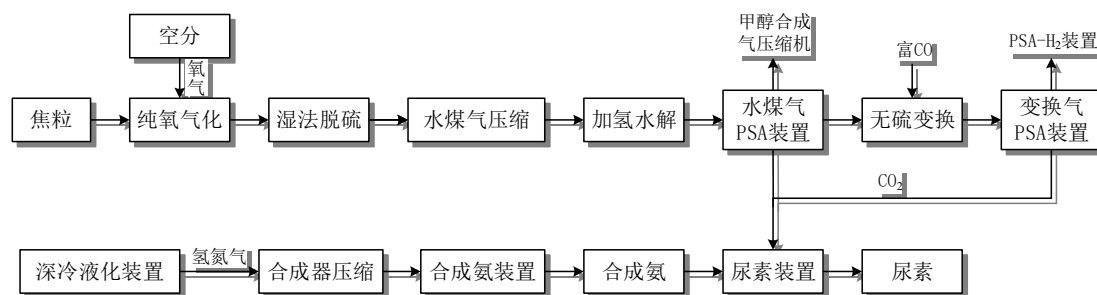 空分
氧
气
甲醇合成
气压缩机
富CO
PSA-H₂装置
焦粒
纯氧气化
湿法脱硫
水煤气压缩
加氢水解
水煤气
PSA装置
无硫变换
变换气
PSA装置
CO₂
深冷液化装置
氢氮气
合成器压缩
合成氨装置
合成氨
尿素装置
尿素